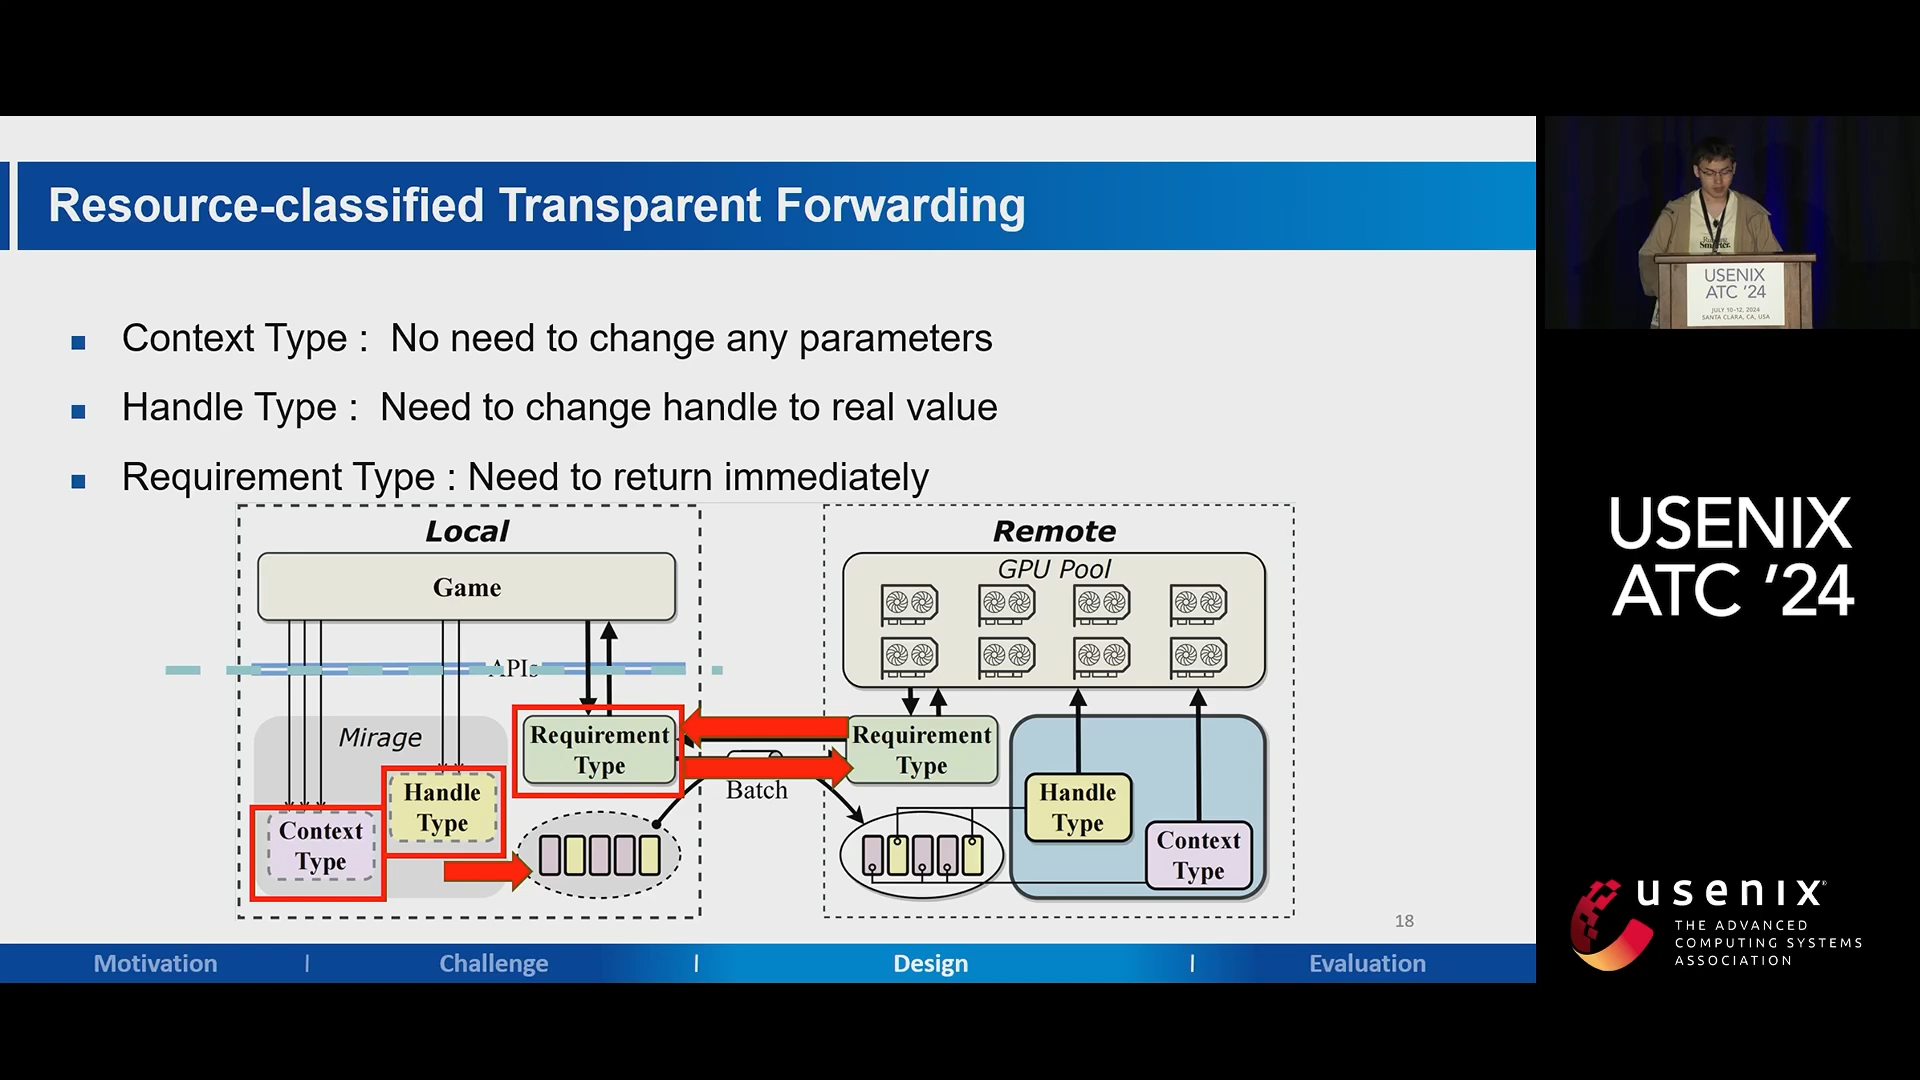 Resource-classified Transparent Forwarding
Context Type : No need to change any parameters
Handle Type : Need to change handle to real value
Requirement Type : Need to return immediately
Local
Game
APIs
Mirage
Requirement
Type
Handle
Type
Context
Type
Batch
Remote
GPU Pool
Requirement
Type
Handle
Type
Context
Type
18
Motivation | Challenge | Design | Evaluation
USENIX
ATC '24
JULY 10–12, 2024
SANTA CLARA, CA, USA
USENIX
ATC '24
usenix
THE ADVANCED
COMPUTING SYSTEMS
ASSOCIATION